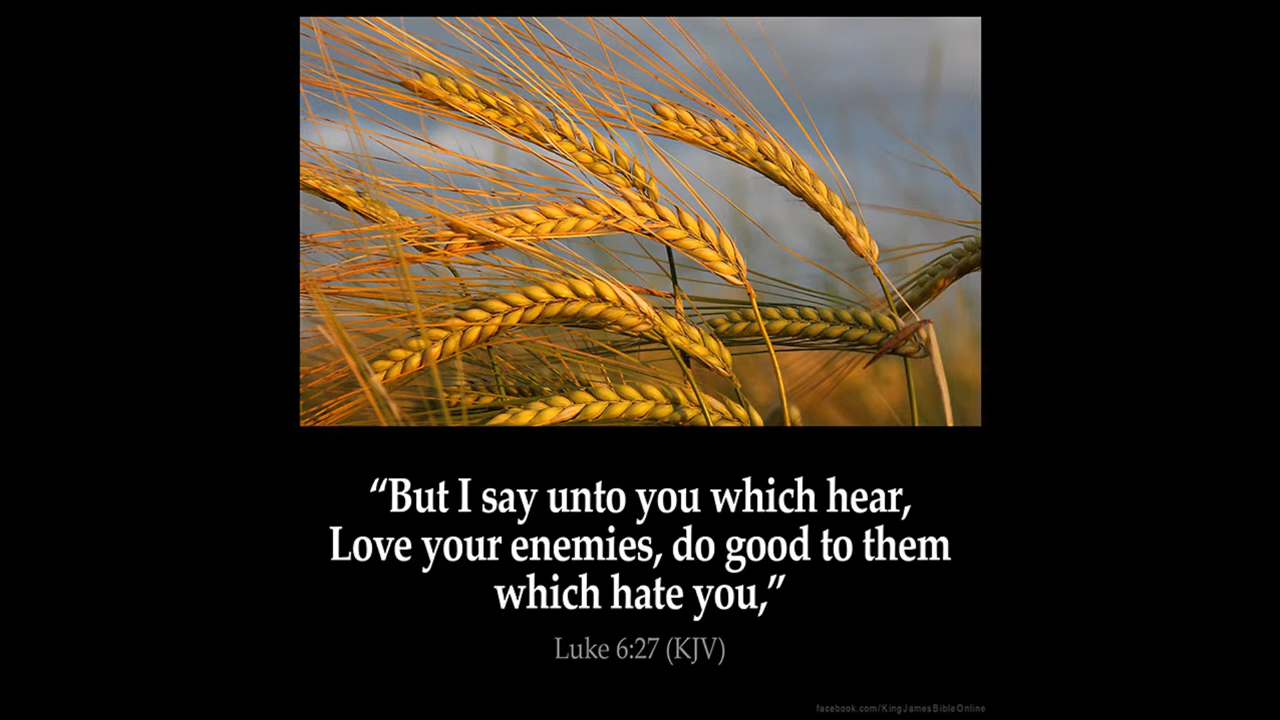 “But I say unto you which hear,
Love your enemies, do good to them
which hate you,”
Luke 6:27 (KJV)
facebook.com/KingJamesBibleOnline